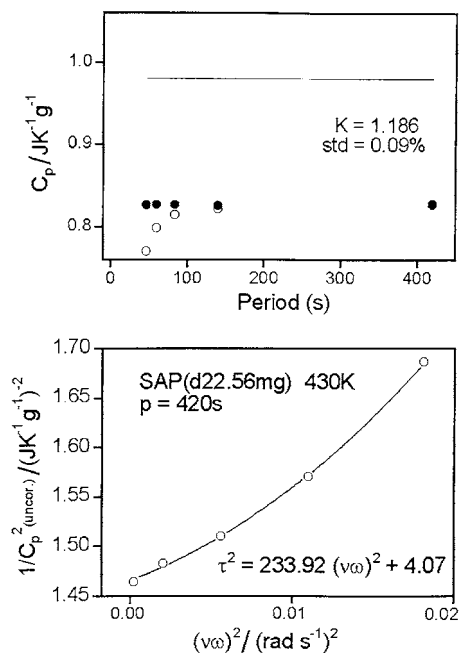 1.0
0.9
0.8
Cₚ/JK⁻¹g⁻¹
K = 1.186
std = 0.09%
0 100 200 300 400
Period (s)
1.70
1.65
1.60
1.55
1.50
1.45
1/Cₚ²(uncor.)/(JK⁻¹g⁻¹)⁻²
SAP(d22.56mg) 430K
p = 420s
τ² = 233.92 (νω)² + 4.07
0.00 0.01 0.02
(νω)²/ (rad s⁻¹)²